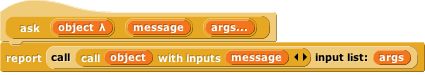 ask object λ message args...
report call call object with inputs message input list: args